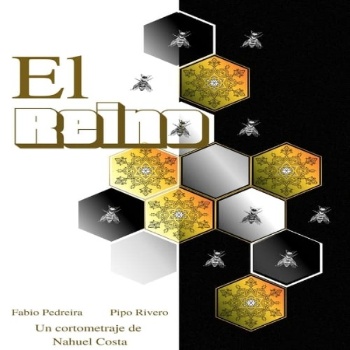 El
Reino
Fabio Pedreira Pipo Rivero
Un cortometraje de
Nahuel Costa